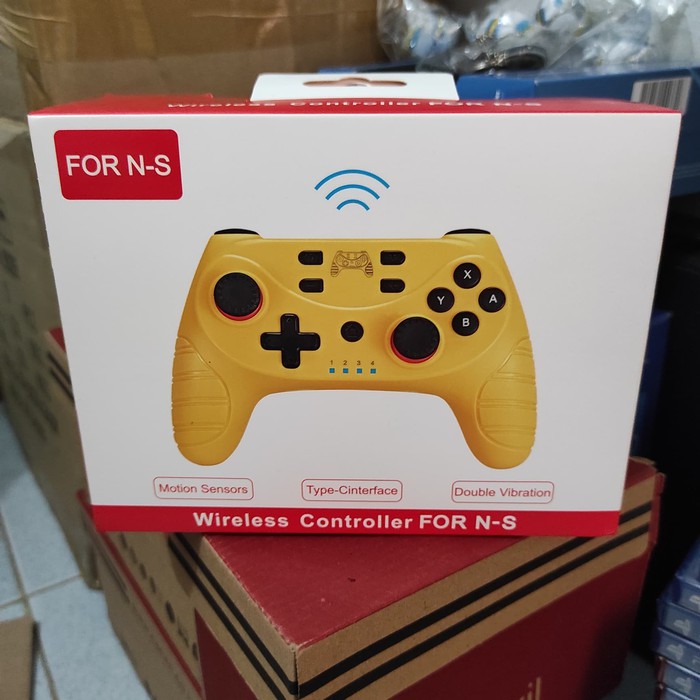 Wireless Controller FOR N-S
FOR N-S
X
Y
A
B
1 2 3 4
Motion Sensors
Type-Cinterface
Double Vibration
Wireless Controller FOR N-S